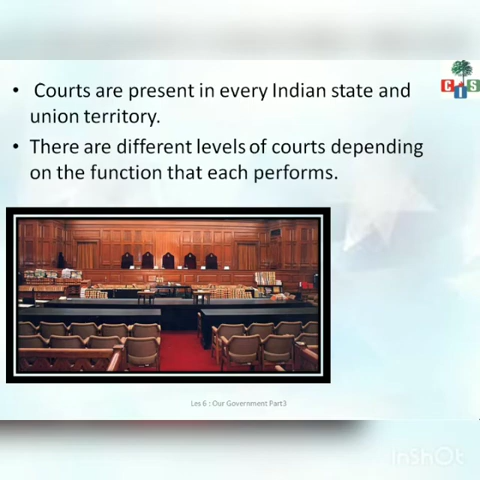 • Courts are present in every Indian state and
union territory.
CIS
• There are different levels of courts depending
on the function that each performs.
Les 6 : Our Government Part3
InShOt